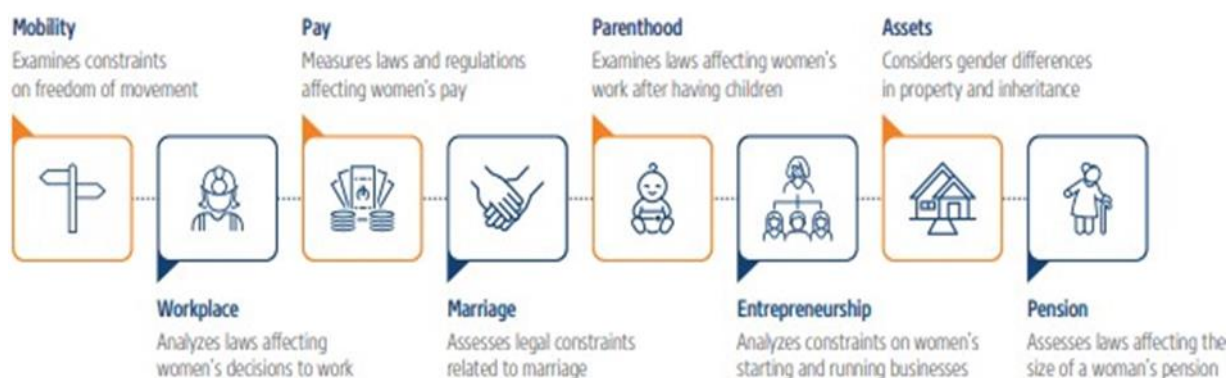 Mobility
Examines constraints
on freedom of movement
Pay
Measures laws and regulations
affecting women's pay
Parenthood
Examines laws affecting women's
work after having children
Assets
Considers gender differences
in property and inheritance
Workplace
Analyzes laws affecting
women's decisions to work
Marriage
Assesses legal constraints
related to marriage
Entrepreneurship
Analyzes constraints on women's
starting and running businesses
Pension
Assesses laws affecting the
size of a woman's pension